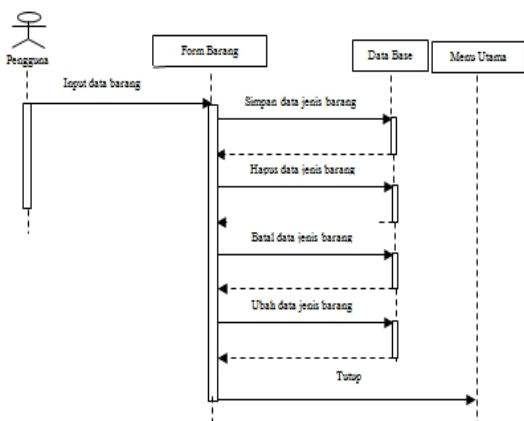 Pengguna
Form Barang
Data Base
Menu Utama
Input data barang
Simpan data jenis barang
Hapus data jenis barang
Batal data jenis barang
Ubah data jenis barang
Tutup